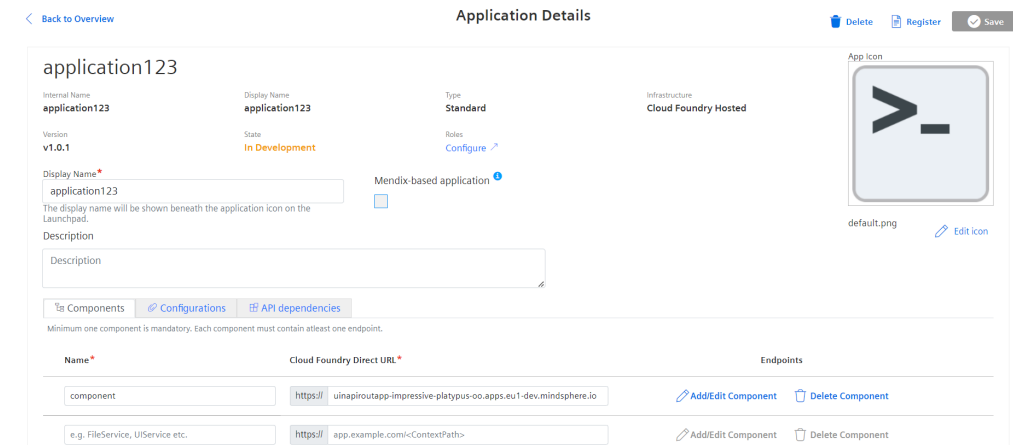 Back to Overview
Application Details
Delete
Register
Save
application123
App Icon
Internal Name
Display Name
Type
Infrastructure
application123
application123
Standard
Cloud Foundry Hosted
Version
State
Roles
v1.0.1
In Development
Configure
Display Name*
Mendix-based application
application123
The display name will be shown beneath the application icon on the
Launchpad.
default.png
Edit icon
Description
Description
Components
Configurations
API dependencies
Minimum one component is mandatory. Each component must contain atleast one endpoint.
Name*
Cloud Foundry Direct URL*
Endpoints
component
https://
uinapiroutapp-impressive-platypus-oo.apps.eu1-dev.mindsphere.io
Add/Edit Component
Delete Component
e.g. FileService, UIService etc.
https://
app.example.com/<ContextPath>
Add/Edit Component
Delete Component